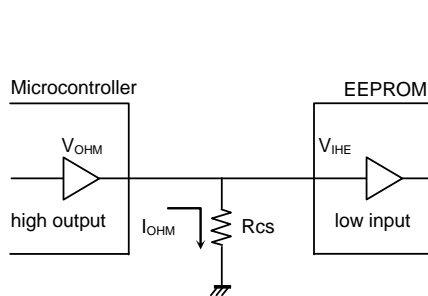 Microcontroller
EEPROM
VOHM
VIHE
high output
IOHM
Rcs
low input